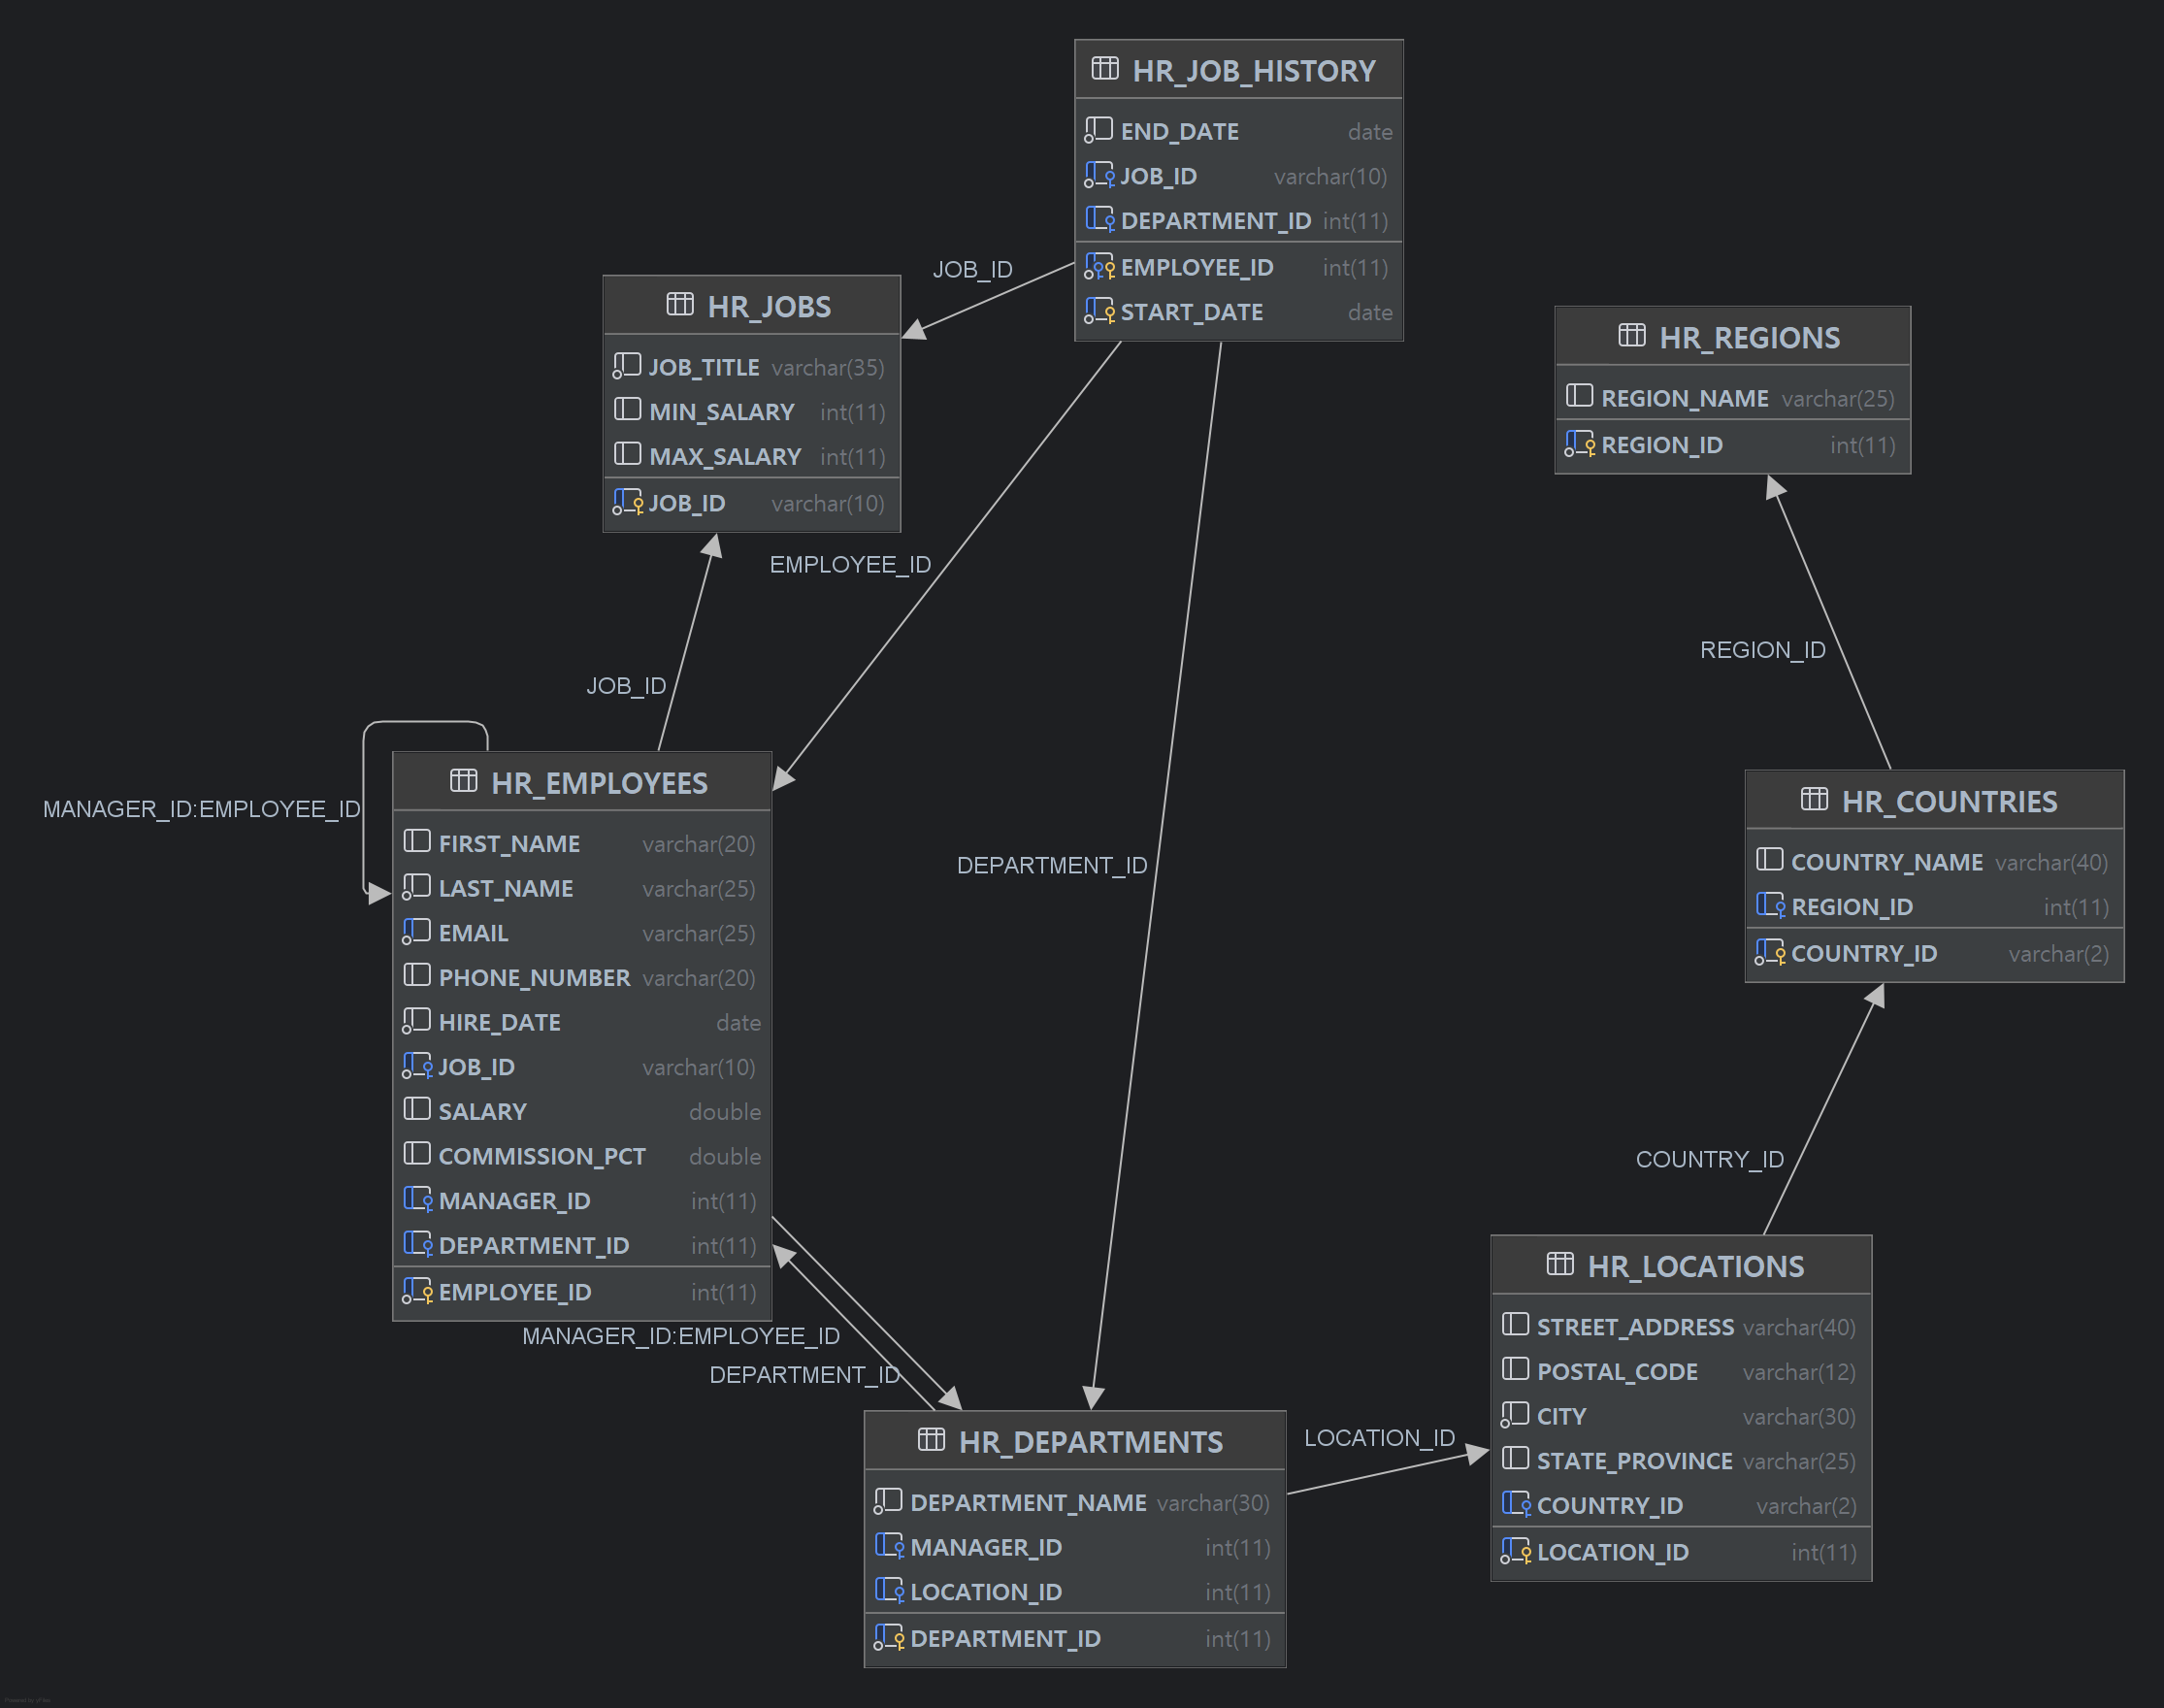 HR_JOB_HISTORY
END_DATE date
JOB_ID varchar(10)
DEPARTMENT_ID int(11)
EMPLOYEE_ID int(11)
START_DATE date
JOB_ID
HR_JOBS
JOB_TITLE varchar(35)
MIN_SALARY int(11)
MAX_SALARY int(11)
JOB_ID varchar(10)
HR_REGIONS
REGION_NAME varchar(25)
REGION_ID int(11)
EMPLOYEE_ID
REGION_ID
JOB_ID
MANAGER_ID:EMPLOYEE_ID
HR_EMPLOYEES
FIRST_NAME varchar(20)
LAST_NAME varchar(25)
EMAIL varchar(25)
PHONE_NUMBER varchar(20)
HIRE_DATE date
JOB_ID varchar(10)
SALARY double
COMMISSION_PCT double
MANAGER_ID int(11)
DEPARTMENT_ID int(11)
EMPLOYEE_ID int(11)
DEPARTMENT_ID
HR_COUNTRIES
COUNTRY_NAME varchar(40)
REGION_ID int(11)
COUNTRY_ID varchar(2)
COUNTRY_ID
MANAGER_ID:EMPLOYEE_ID
DEPARTMENT_ID
HR_DEPARTMENTS
DEPARTMENT_NAME varchar(30)
MANAGER_ID int(11)
LOCATION_ID int(11)
DEPARTMENT_ID int(11)
LOCATION_ID
HR_LOCATIONS
STREET_ADDRESS varchar(40)
POSTAL_CODE varchar(12)
CITY varchar(30)
STATE_PROVINCE varchar(25)
COUNTRY_ID varchar(2)
LOCATION_ID int(11)